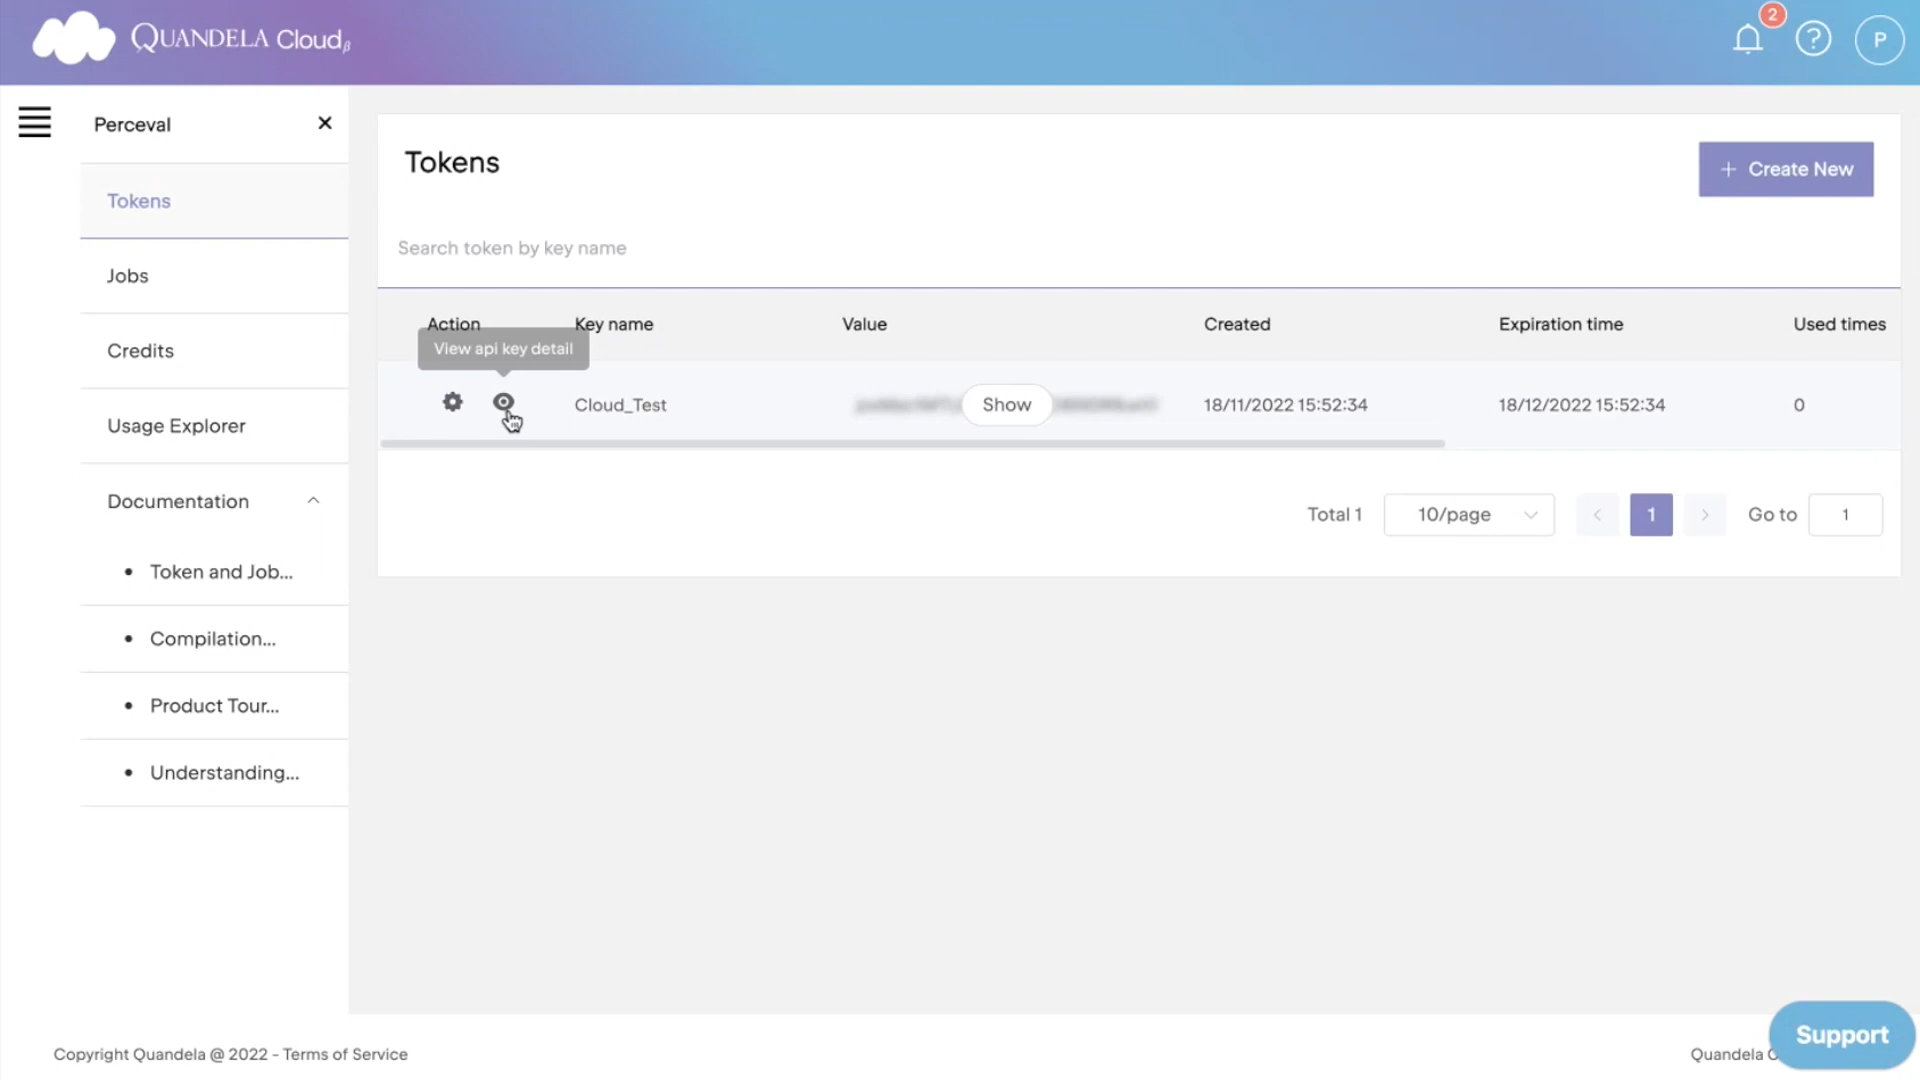 QUANDELA Cloudβ
2
P
Perceval
Tokens
Jobs
Credits
Usage Explorer
Documentation
Token and Job...
Compilation...
Product Tour...
Understanding...
Tokens
+ Create New
Search token by key name
Action Key name Value Created Expiration time Used times
View api key detail
Cloud_Test Show 18/11/2022 15:52:34 18/12/2022 15:52:34 0
Total 1 10/page < 1 > Go to 1
Copyright Quandela @ 2022 - Terms of Service
Quandela
Support